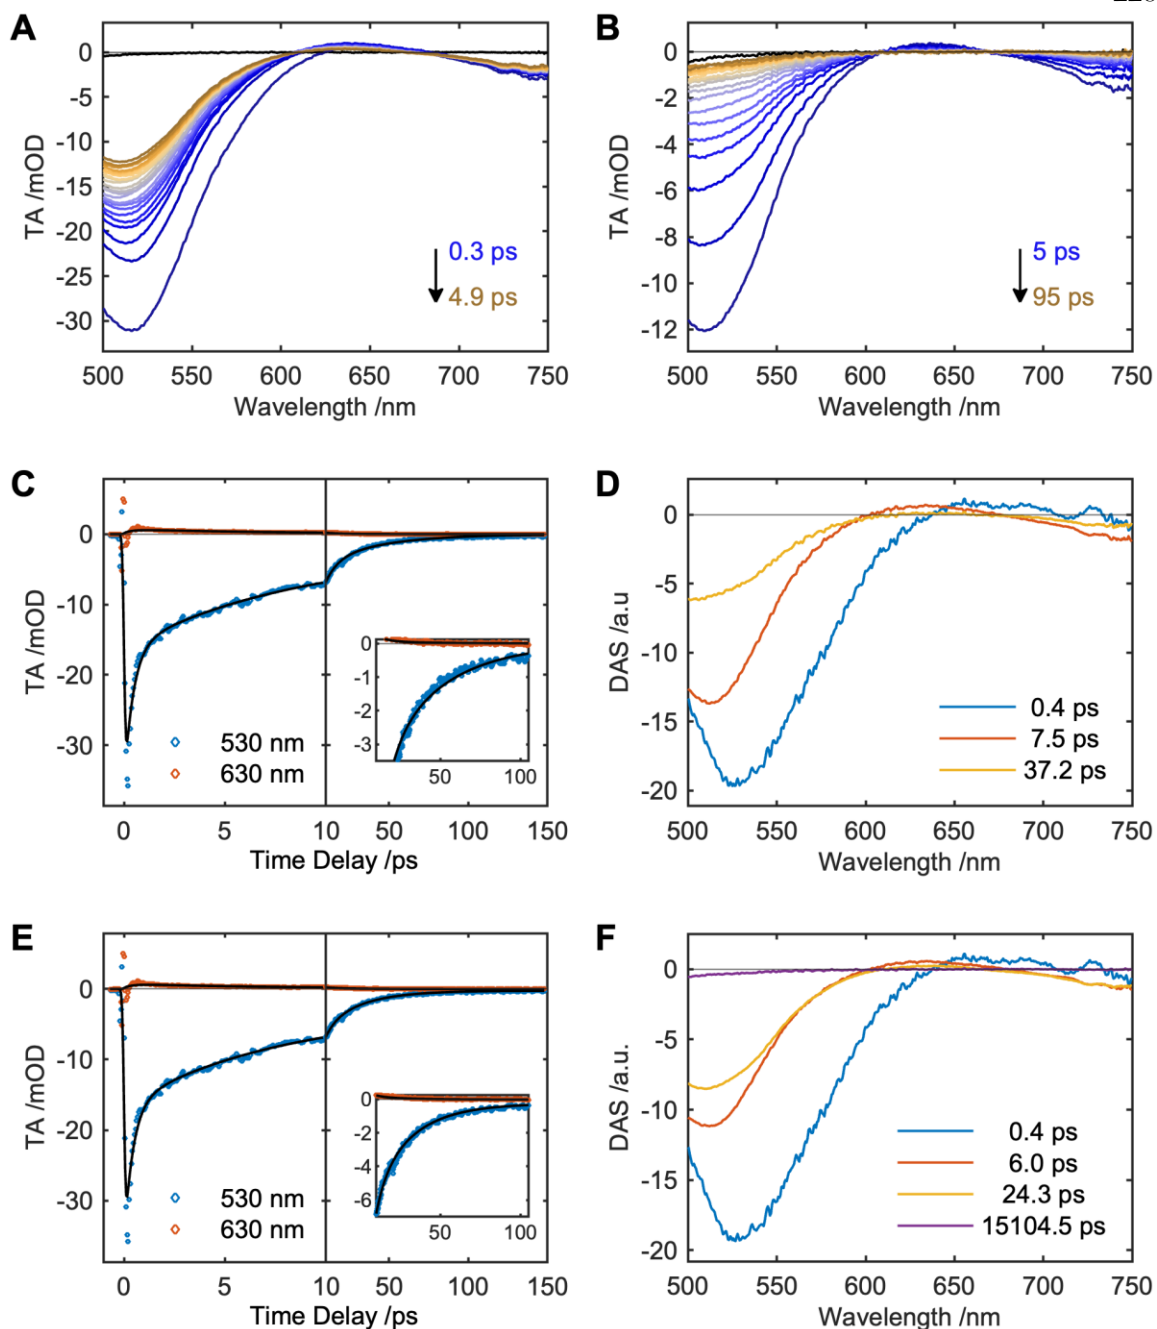 A
0
-5
-10
-15
-20
-25
-30
TA /mOD
0.3 ps
4.9 ps
500 550 600 650 700 750
Wavelength /nm
B
0
-2
-4
-6
-8
-10
-12
TA /mOD
5 ps
95 ps
500 550 600 650 700 750
Wavelength /nm
C
0
-10
-20
-30
TA /mOD
0
-1
-2
-3
50 100
530 nm
630 nm
0 5 10 50 100 150
Time Delay /ps
D
0
-5
-10
-15
-20
DAS /a.u
0.4 ps
7.5 ps
37.2 ps
500 550 600 650 700 750
Wavelength /nm
E
0
-10
-20
-30
TA /mOD
0
-2
-4
-6
50 100
530 nm
630 nm
0 5 10 50 100 150
Time Delay /ps
F
0
-5
-10
-15
-20
DAS /a.u.
0.4 ps
6.0 ps
24.3 ps
15104.5 ps
500 550 600 650 700 750
Wavelength /nm